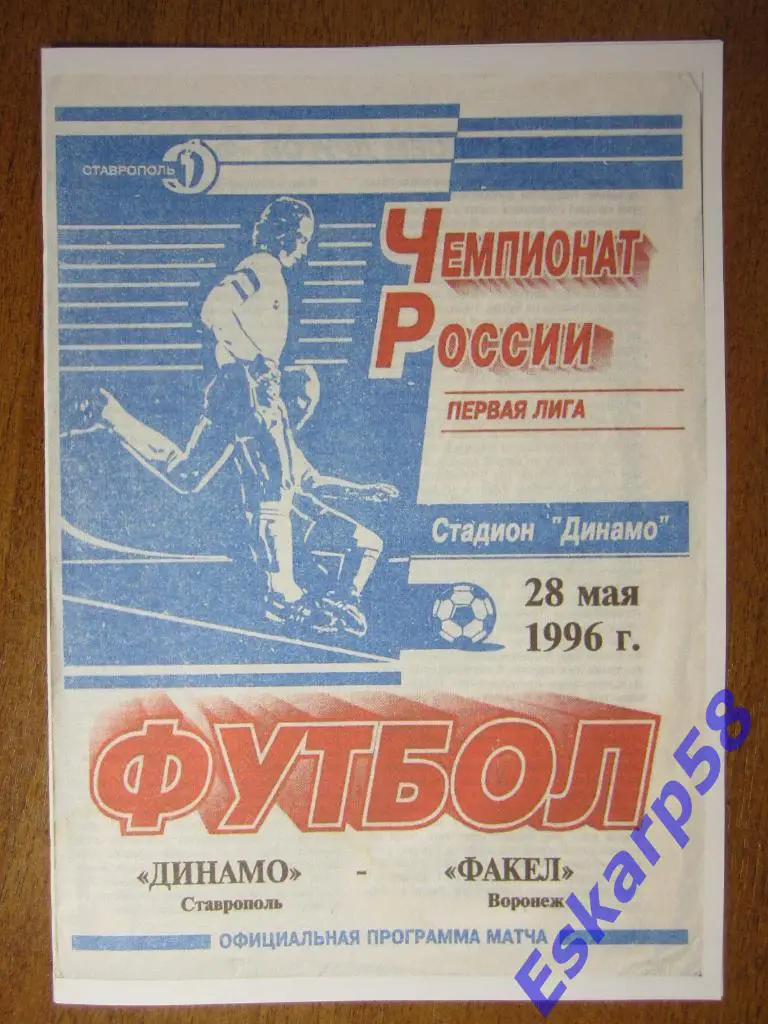 СТАВРОПОЛЬ
ЧЕМПИОНАТ
РОССИИ
ПЕРВАЯ ЛИГА
Стадион "Динамо"
28 мая
1996 г.
ФУТБОЛ
«ДИНАМО» - «ФАКЕЛ»
Ставрополь Воронеж
ОФИЦИАЛЬНАЯ ПРОГРАММА МАТЧА
Eskarp58